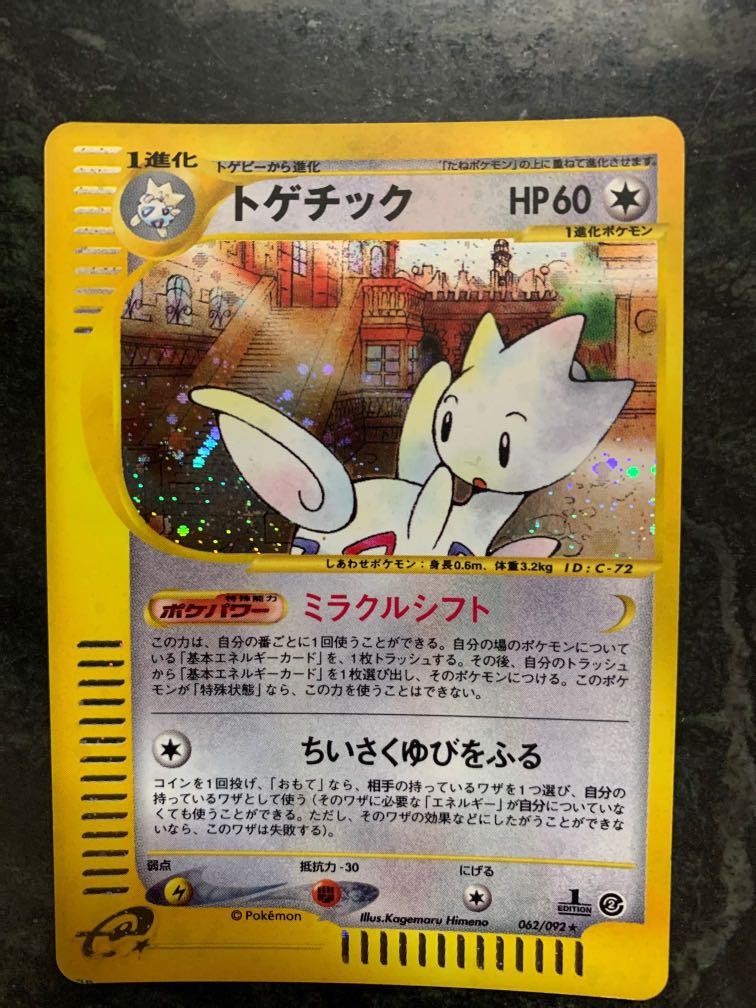 1進化
トゲピーから進化
「たねポケモン」の上に重ねて進化させます。
トゲチック
HP60
1進化ポケモン
しあわせポケモン：身長0.6m、体重3.2kg ID：C-72
特殊能力
ポケパワー
ミラクルシフト
この力は、自分の番ごとに1回使うことができる。自分の場のポケモンについて
いる「基本エネルギーカード」を、1枚トラッシュする。その後、自分のトラッシュ
から「基本エネルギーカード」を1枚選び出し、そのポケモンにつける。このポケ
モンが「特殊状態」なら、この力を使うことはできない。
ちいさくゆびをふる
コインを1回投げ、「おもて」なら、相手の持っているワザを1つ選び、自分の
持っているワザとして使う（そのワザに必要な「エネルギー」が自分についていな
くても使うことができる。ただし、そのワザの効果などにしたがうことができ
ないなら、このワザは失敗する）。
弱点
抵抗力 -30
にげる
1
EDITION
2
© Pokémon
Illus.Kagemaru Himeno
062/092★
e